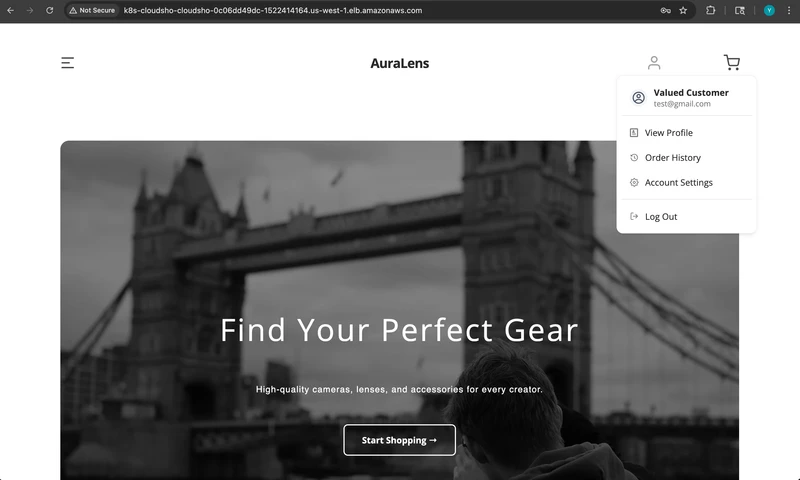 Not Secure
k8s-cloudsho-cloudsho-0c06dd49dc-1522414164.us-west-1.elb.amazonaws.com
Y
AuraLens
Valued Customer
test@gmail.com
View Profile
Order History
Account Settings
Log Out
Find Your Perfect Gear
High-quality cameras, lenses, and accessories for every creator.
Start Shopping →